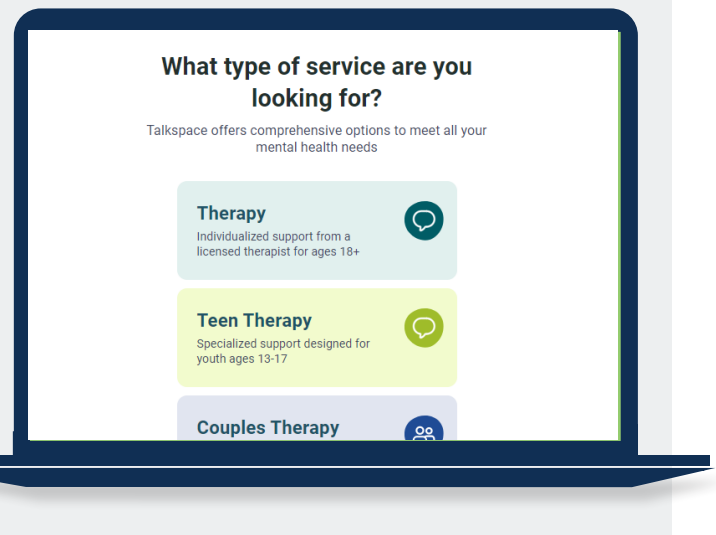 What type of service are you
looking for?
Talkspace offers comprehensive options to meet all your
mental health needs
Therapy
Individualized support from a
licensed therapist for ages 18+
Teen Therapy
Specialized support designed for
youth ages 13-17
Couples Therapy